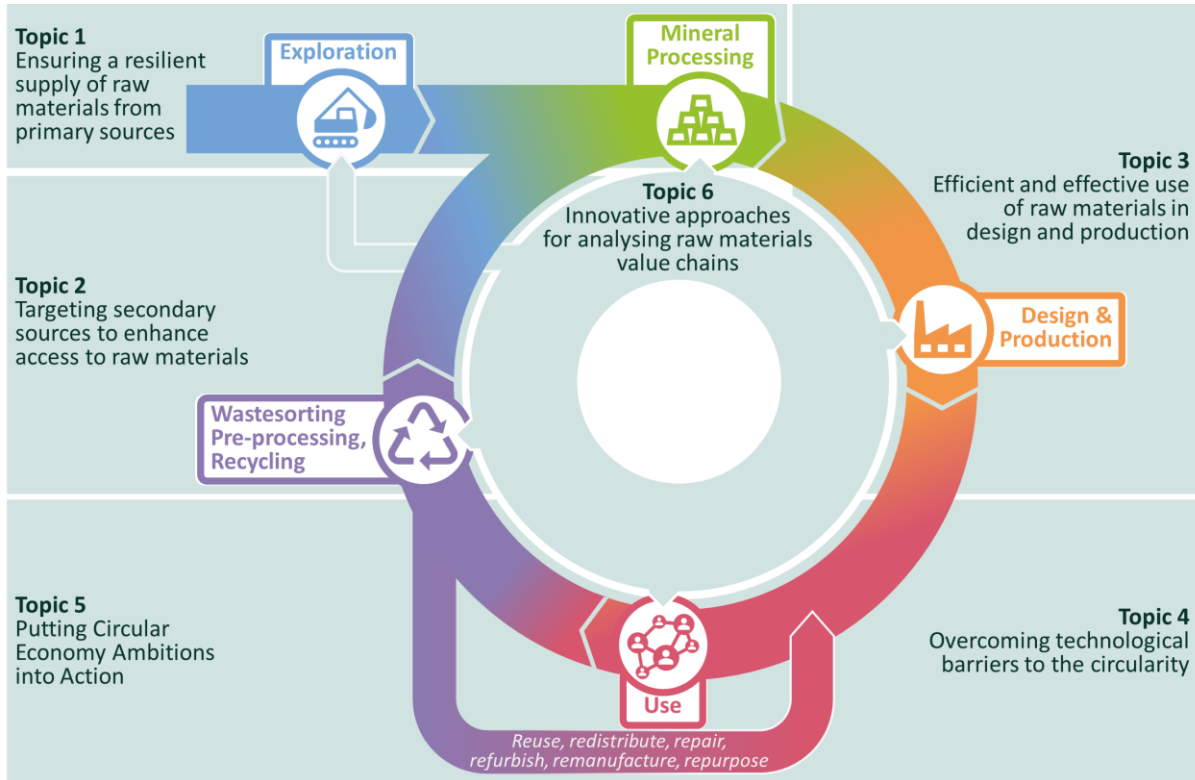 Topic 1
Ensuring a resilient
supply of raw
materials from
primary sources
Exploration
Mineral
Processing
Topic 3
Efficient and effective use
of raw materials in
design and production
Topic 6
Innovative approaches
for analysing raw materials
value chains
Topic 2
Targeting secondary
sources to enhance
access to raw materials
Design &
Production
Wastesorting
Pre-processing,
Recycling
Topic 5
Putting Circular
Economy Ambitions
into Action
Topic 4
Overcoming technological
barriers to the circularity
Use
Reuse, redistribute, repair,
refurbish, remanufacture, repurpose